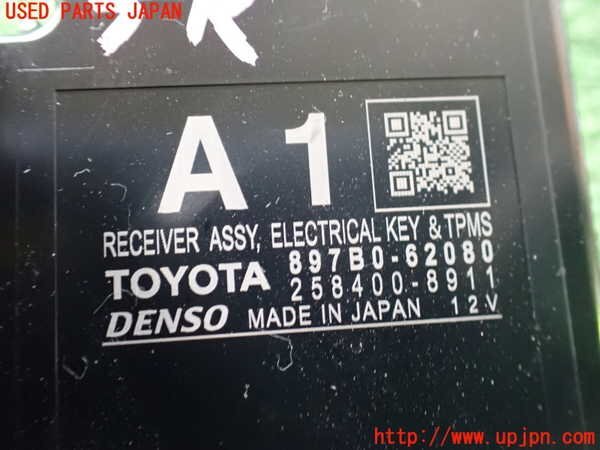 USED PARTS JAPAN
A 1
RECEIVER ASSY, ELECTRICAL KEY & TPMS
TOYOTA 897B0-62080
258400-8911
DENSO MADE IN JAPAN 12V
http://www.upjpn.com